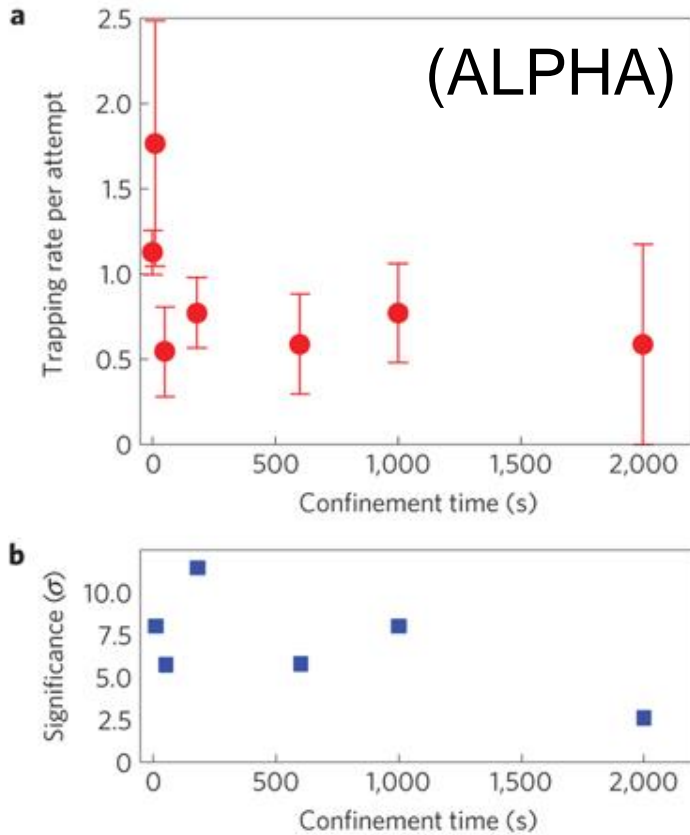 a
(ALPHA)
Trapping rate per attempt
2.5
2.0
1.5
1.0
0.5
0
0 500 1,000 1,500 2,000
Confinement time (s)
b
Significance (σ)
10.0
7.5
5.0
2.5
0
0 500 1,000 1,500 2,000
Confinement time (s)